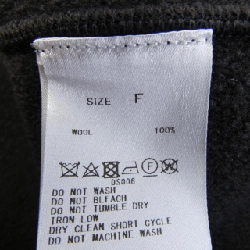 SIZE F
WOOL 100%
DO NOT WASH
DO NOT BLEACH
DO NOT TUMBLE DRY
IRON LOW
DRY CLEAN SHORT CYCLE
DO NOT MACHINE WASH